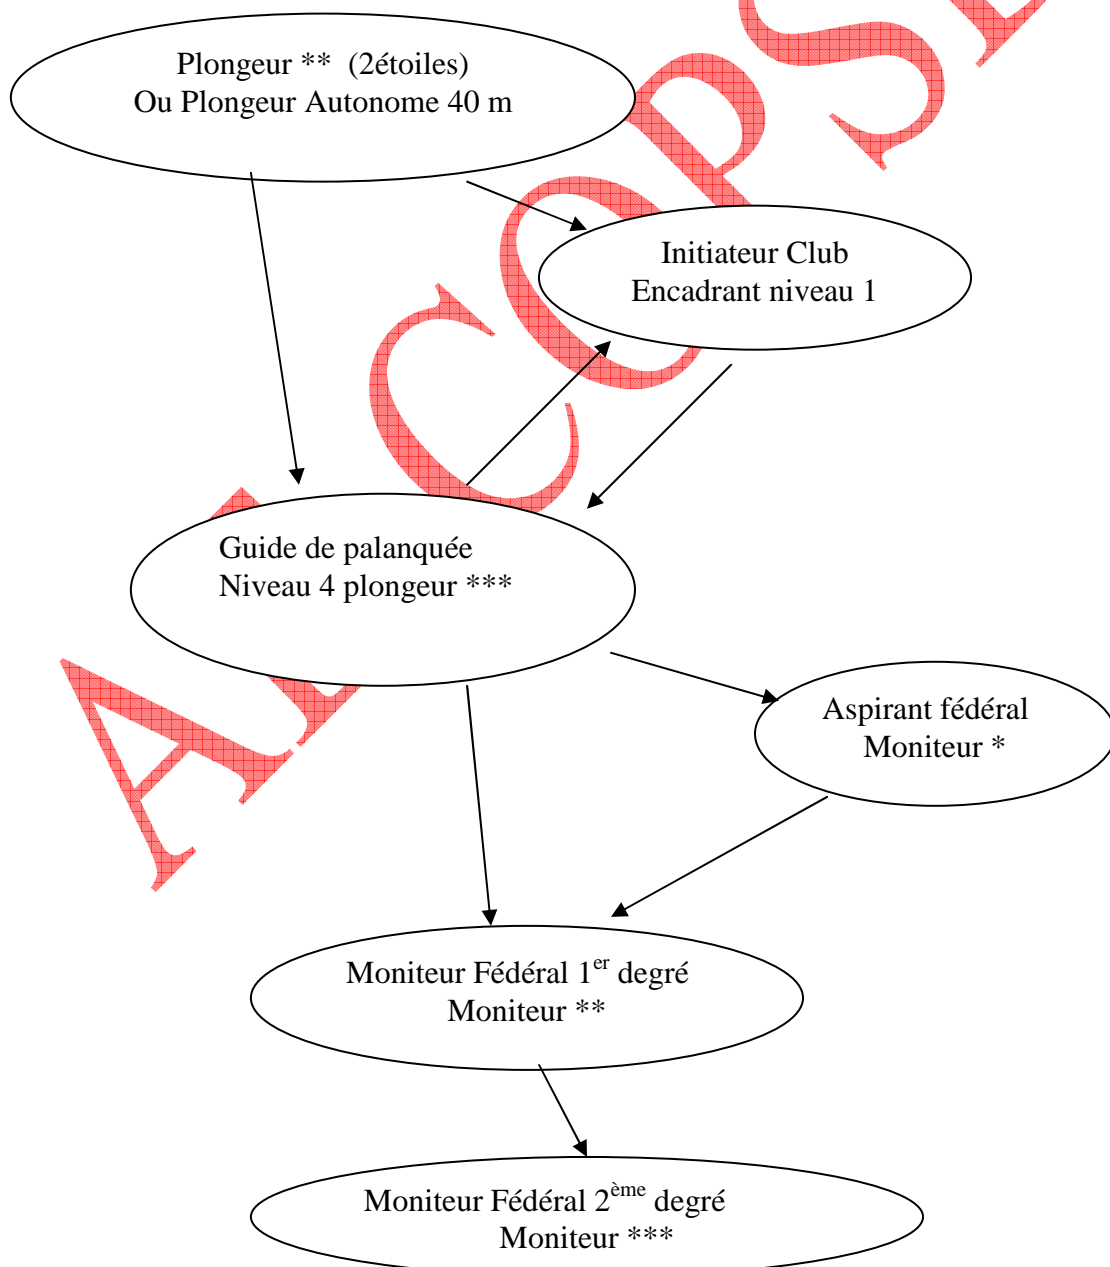 Plongeur ** (2étoiles)
Ou Plongeur Autonome 40 m
Initiateur Club
Encadrant niveau 1
Guide de palanquée
Niveau 4 plongeur ***
Aspirant fédéral
Moniteur *
Moniteur Fédéral 1er degré
Moniteur **
Moniteur Fédéral 2ème degré
Moniteur ***